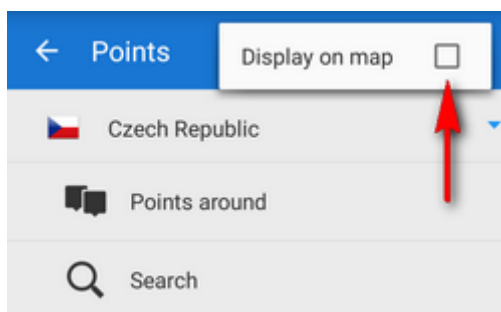 Points
Display on map
Czech Republic
Points around
Search